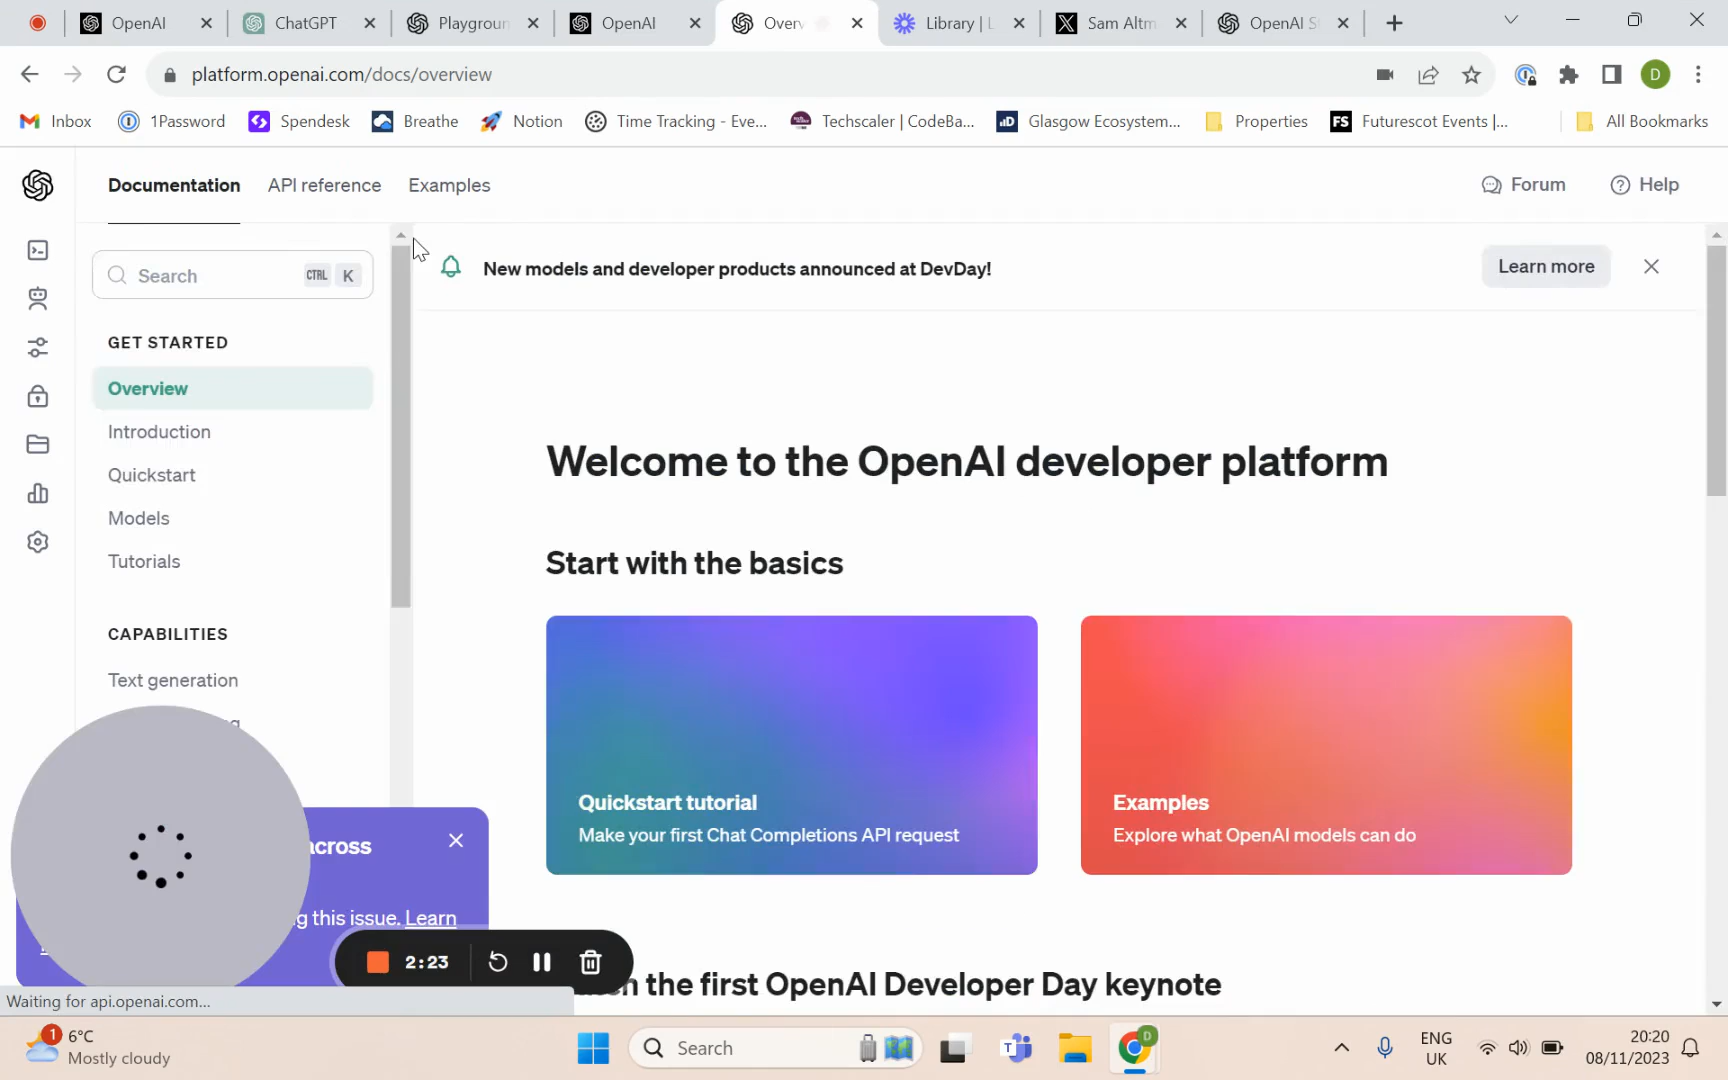 OpenAI
ChatGPT
Playgroun
OpenAI
Overv
Library | L
Sam Altm
OpenAI S
platform.openai.com/docs/overview
D
Inbox
1Password
Spendesk
Breathe
Notion
Time Tracking - Eve...
Techscaler | CodeBa...
Glasgow Ecosystem...
Properties
FS
Futurescot Events |...
All Bookmarks
Documentation
API reference
Examples
Forum
Help
Search
CTRL
K
New models and developer products announced at DevDay!
Learn more
GET STARTED
Overview
Introduction
Quickstart
Models
Tutorials
CAPABILITIES
Text generation
Welcome to the OpenAI developer platform
Start with the basics
Quickstart tutorial
Make your first Chat Completions API request
Examples
Explore what OpenAI models can do
across
g this issue. Learn
2:23
the first OpenAI Developer Day keynote
Waiting for api.openai.com...
1
6°C
Mostly cloudy
Search
D
ENG
UK
20:20
08/11/2023